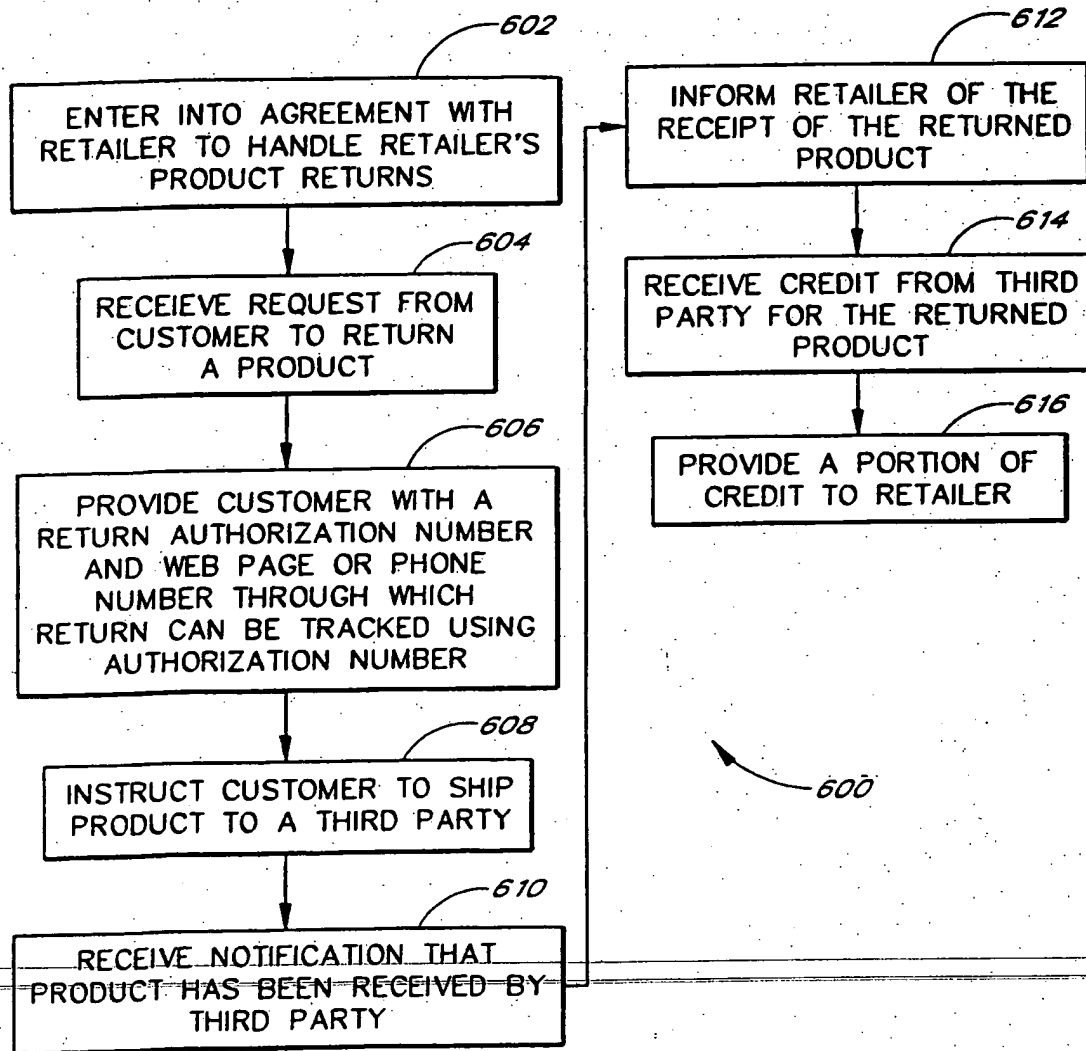 602
ENTER INTO AGREEMENT WITH
RETAILER TO HANDLE RETAILER'S
PRODUCT RETURNS
604
RECEIEVE REQUEST FROM
CUSTOMER TO RETURN
A PRODUCT
606
PROVIDE CUSTOMER WITH A
RETURN AUTHORIZATION NUMBER
AND WEB PAGE OR PHONE
NUMBER THROUGH WHICH
RETURN CAN BE TRACKED USING
AUTHORIZATION NUMBER
608
INSTRUCT CUSTOMER TO SHIP
PRODUCT TO A THIRD PARTY
610
RECEIVE NOTIFICATION THAT
PRODUCT HAS BEEN RECEIVED BY
THIRD PARTY
612
INFORM RETAILER OF THE
RECEIPT OF THE RETURNED
PRODUCT
614
RECEIVE CREDIT FROM THIRD
PARTY FOR THE RETURNED
PRODUCT
616
PROVIDE A PORTION OF
CREDIT TO RETAILER
600